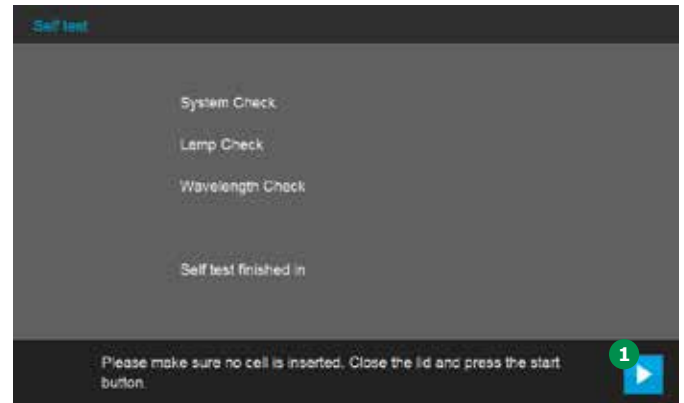 Self test
System Check
Lamp Check
Wavelength Check
Self test finished in
Please make sure no cell is inserted. Close the lid and press the start
button.
1